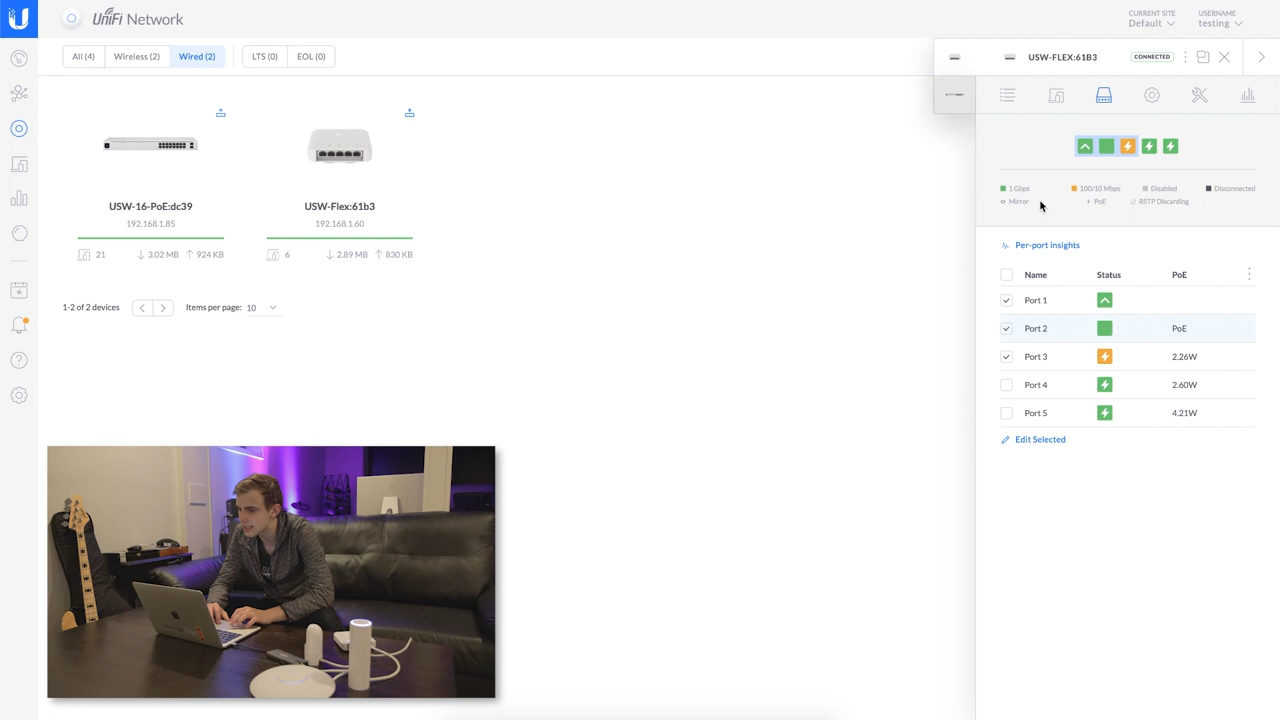 UniFi Network
CURRENT SITE
Default
USERNAME
testing
All (4)
Wireless (2)
Wired (2)
LTS (0)
EOL (0)
USW-FLEX:61B3
CONNECTED
USW-16-PoE:dc39
192.168.1.85
21
3.02 MB
924 KB
USW-Flex:61b3
192.168.1.60
6
2.89 MB
830 KB
1-2 of 2 devices
Items per page: 10
1 Gbps
100/10 Mbps
Disabled
Disconnected
Mirror
PoE
RSTP Discarding
Per-port insights
Name Status PoE
Port 1
Port 2 PoE
Port 3 2.26W
Port 4 2.60W
Port 5 4.21W
Edit Selected